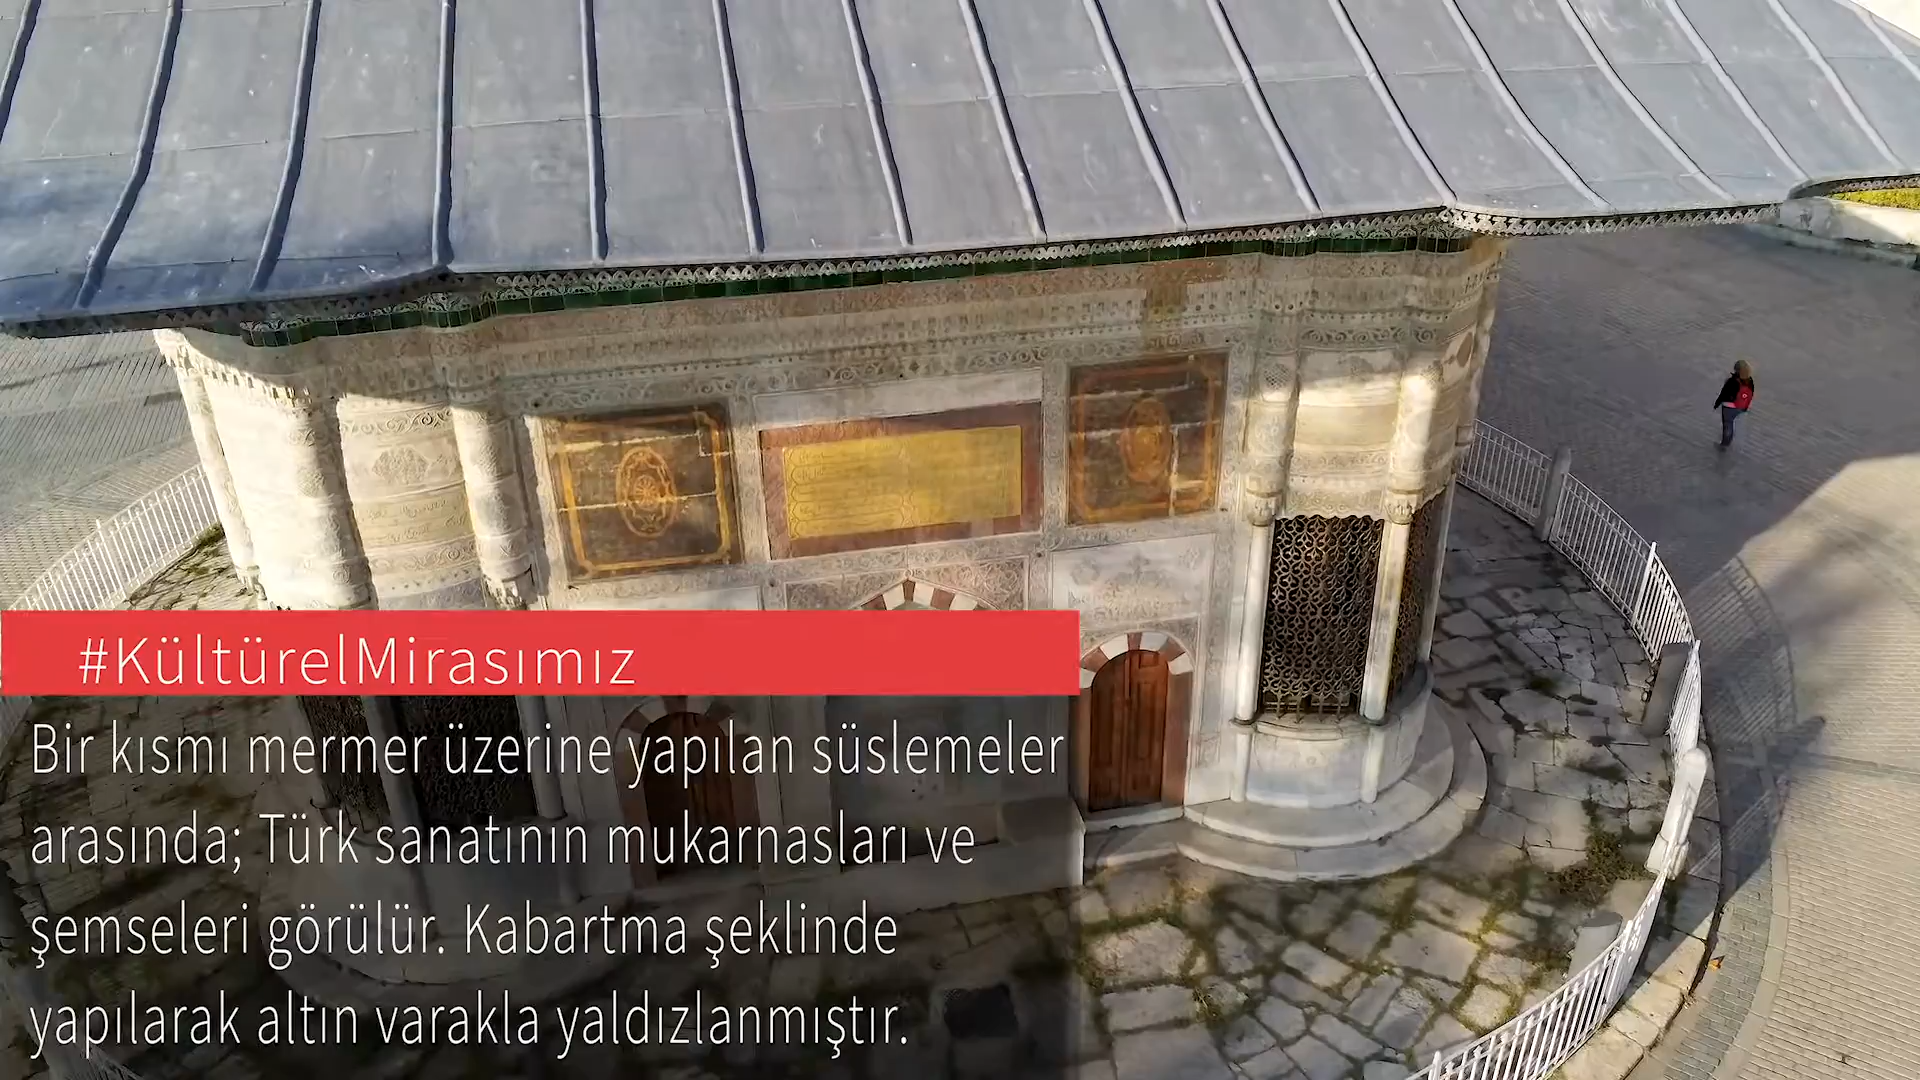 #KültürelMirasımız
Bir kısmı mermer üzerine yapılan süslemeler
arasında; Türk sanatının mukarnasları ve
şemseleri görülür. Kabartma şeklinde
yapılarak altın varakla yaldızlanmıştır.